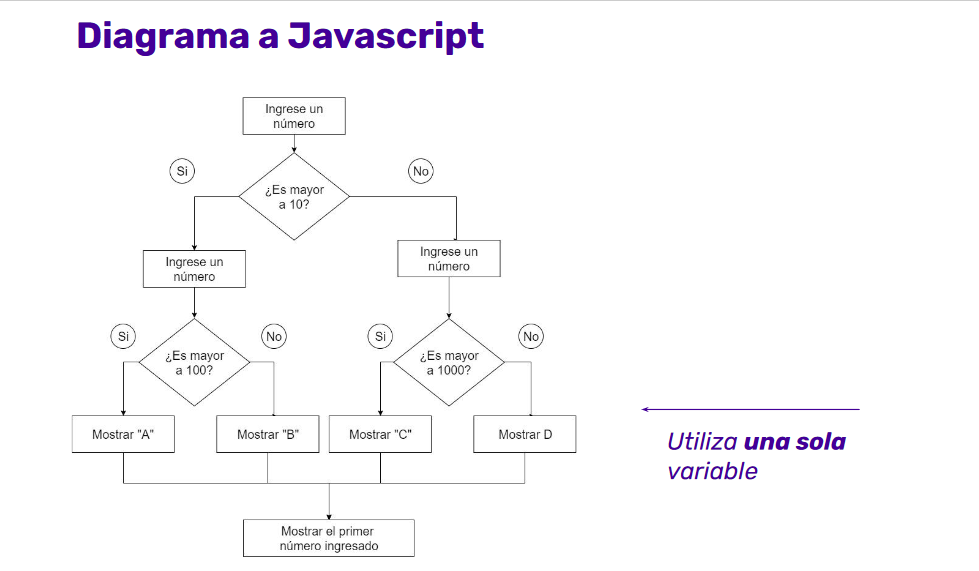 Diagrama a Javascript
Ingrese un
número
Si
No
¿Es mayor
a 10?
Ingrese un
número
Ingrese un
número
Si
No
Si
No
¿Es mayor
a 100?
¿Es mayor
a 1000?
Mostrar "A"
Mostrar "B"
Mostrar "C"
Mostrar D
Utiliza una sola
variable
Mostrar el primer
número ingresado